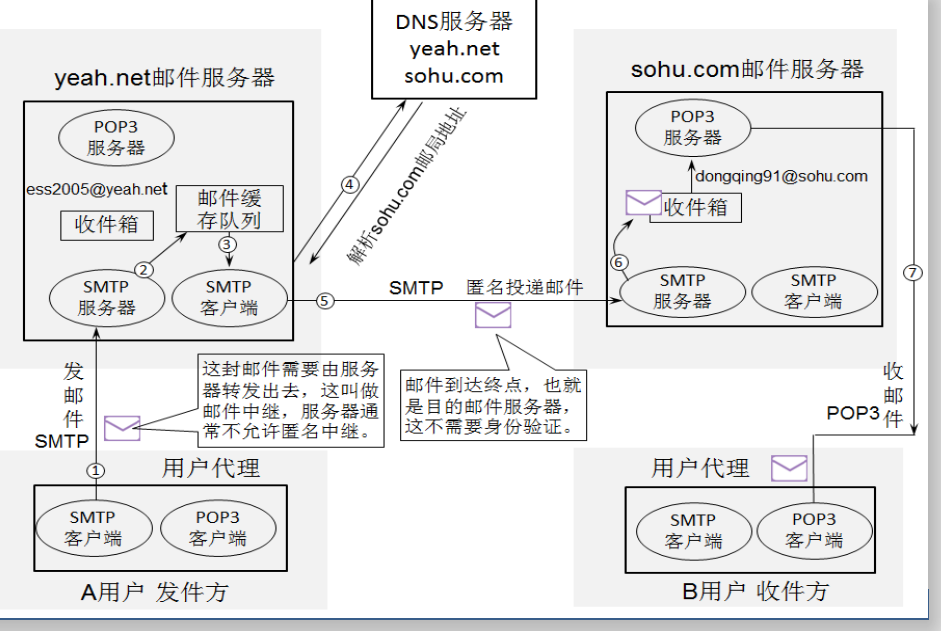 DNS服务器
yeah.net
sohu.com
yeah.net邮件服务器
POP3
服务器
ess2005@yeah.net
收件箱
邮件缓
存队列
②
③
SMTP
服务器
SMTP
客户端
④
解析sohu.com邮局地址
⑤
SMTP 匿名投递邮件
sohu.com邮件服务器
POP3
服务器
dongqing91@sohu.com
收件箱
⑥
SMTP
服务器
SMTP
客户端
⑦
发
邮
件
SMTP
①
这封邮件需要由服务
器转发出去，这叫做
邮件中继，服务器通
常不允许匿名中继。
邮件到达终点，也就
是目的邮件服务器，
这不需要身份验证。
收
邮
POP3件
用户代理
SMTP
客户端
POP3
客户端
A用户 发件方
用户代理
SMTP
客户端
POP3
客户端
B用户 收件方